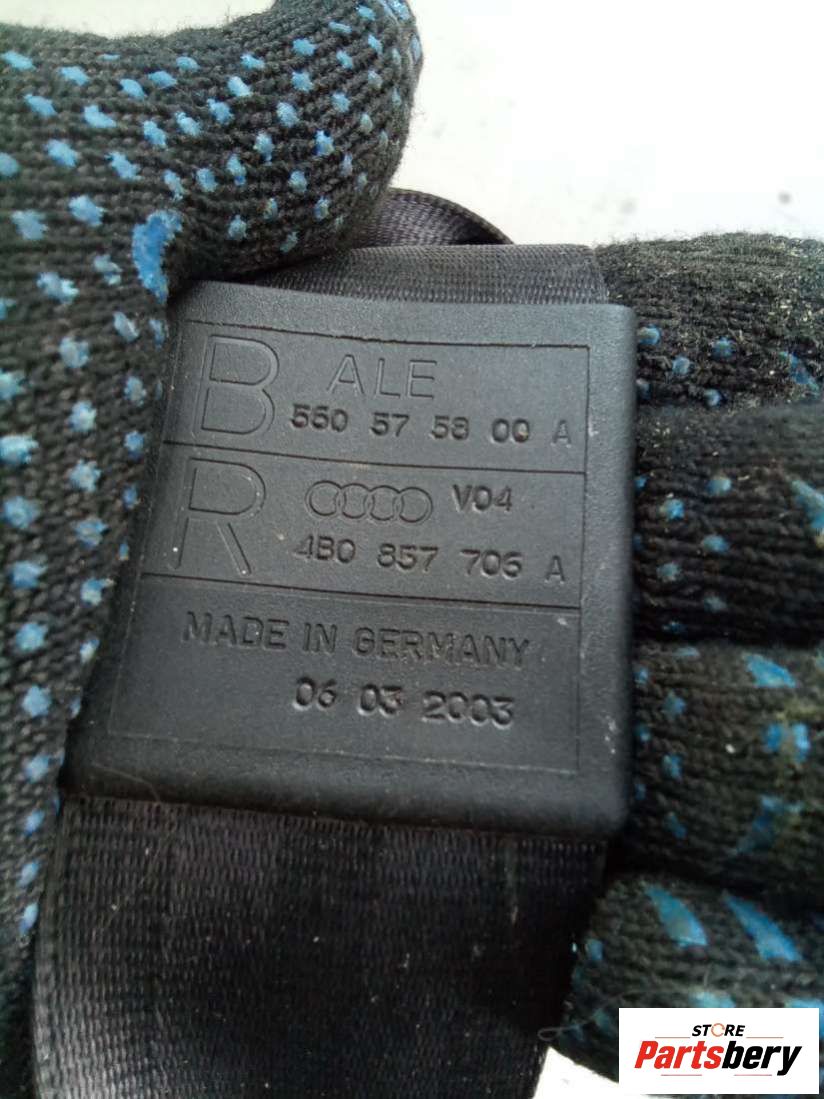 B ALE
560 57 58 00 A
R V04
4B0 857 706 A
MADE IN GERMANY
06 03 2003
STORE
Partsbery